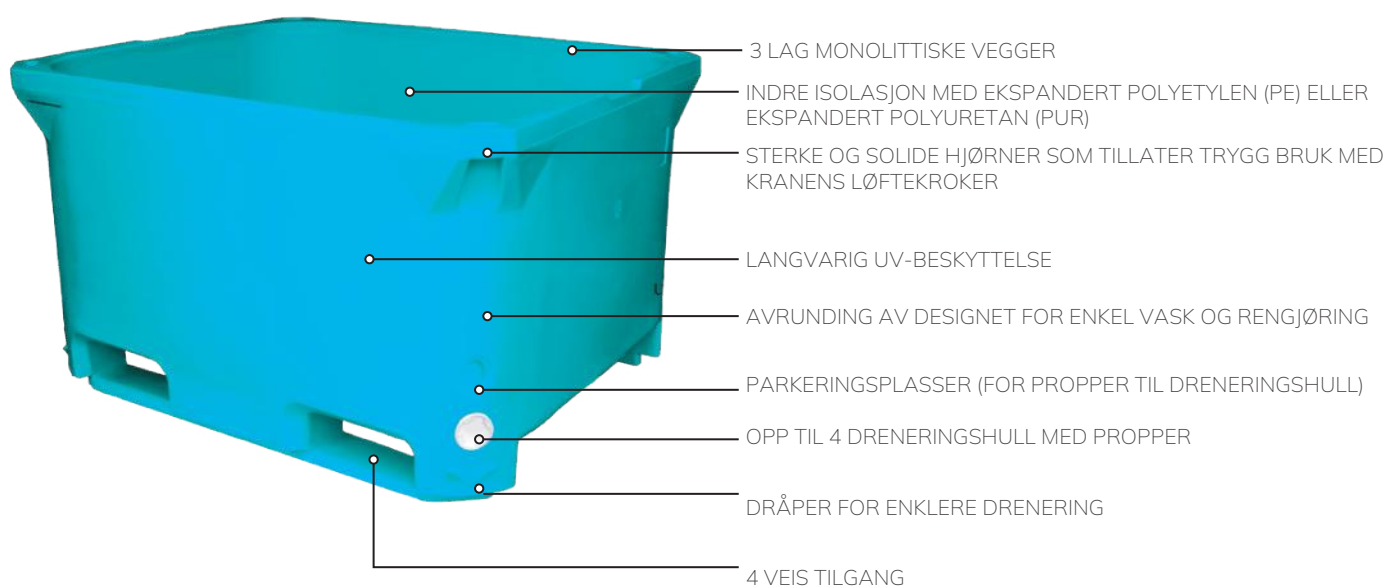 3 LAG MONOLITTISKE VEGGER
INDRE ISOLASJON MED EKSPANDERT POLYETYLEN (PE) ELLER
EKSPANDERT POLYURETAN (PUR)
STERKE OG SOLIDE HJØRNER SOM TILLATER TRYGG BRUK MED
KRANENS LØFTEKROKER
LANGVARIG UV-BESKYTTELSE
AVRUNDING AV DESIGNET FOR ENKEL VASK OG RENGJØRING
PARKERINGSPLASSER (FOR PROPPER TIL DRENERINGSHULL)
OPP TIL 4 DRENERINGSHULL MED PROPPER
DRÅPER FOR ENKLERE DRENERING
4 VEIS TILGANG